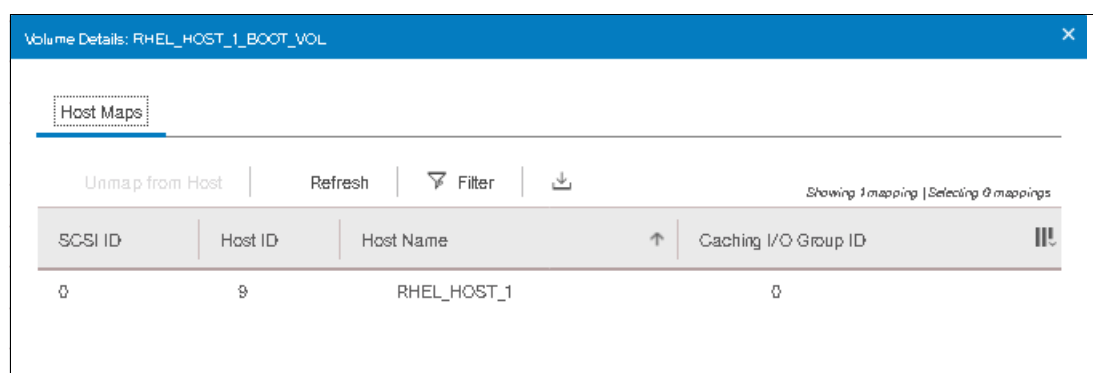 Volume Details: RHEL_HOST_1_BOOT_VOL
Host Maps
Unmap from Host Refresh Filter
Showing 1 mapping | Selecting 0 mappings
SCSI ID Host ID Host Name Caching I/O Group ID
0 9 RHEL_HOST_1 0